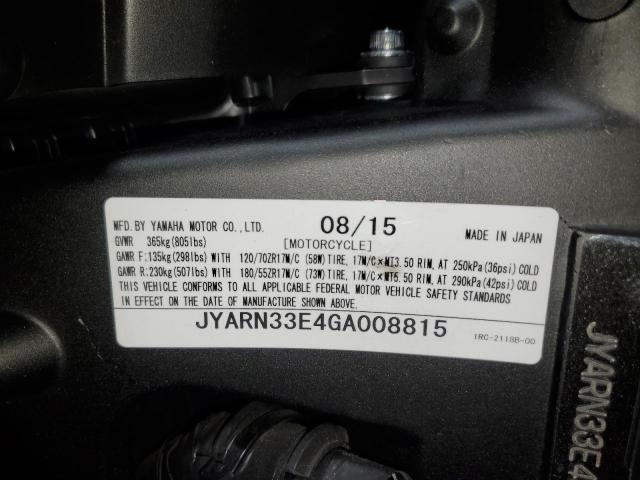 MFD. BY YAMAHA MOTOR CO., LTD. 08/15 MADE IN JAPAN
GVWR 365kg(805lbs) [MOTORCYCLE]
GAWR F:135kg(298lbs) WITH 120/70ZR17M/C (58W) TIRE, 17M/C×MT3.50 RIM, AT 250kPa(36psi) COLD
GAWR R:230kg(507lbs) WITH 180/55ZR17M/C (73W) TIRE, 17M/C×MT5.50 RIM, AT 290kPa(42psi) COLD
THIS VEHICLE CONFORMS TO ALL APPLICABLE FEDERAL MOTOR VEHICLE SAFETY STANDARDS
IN EFFECT ON THE DATE OF MANUFACTURE SHOWN ABOVE.
JYARN33E4GA008815
1RC-2118B-00
JYARN33E4